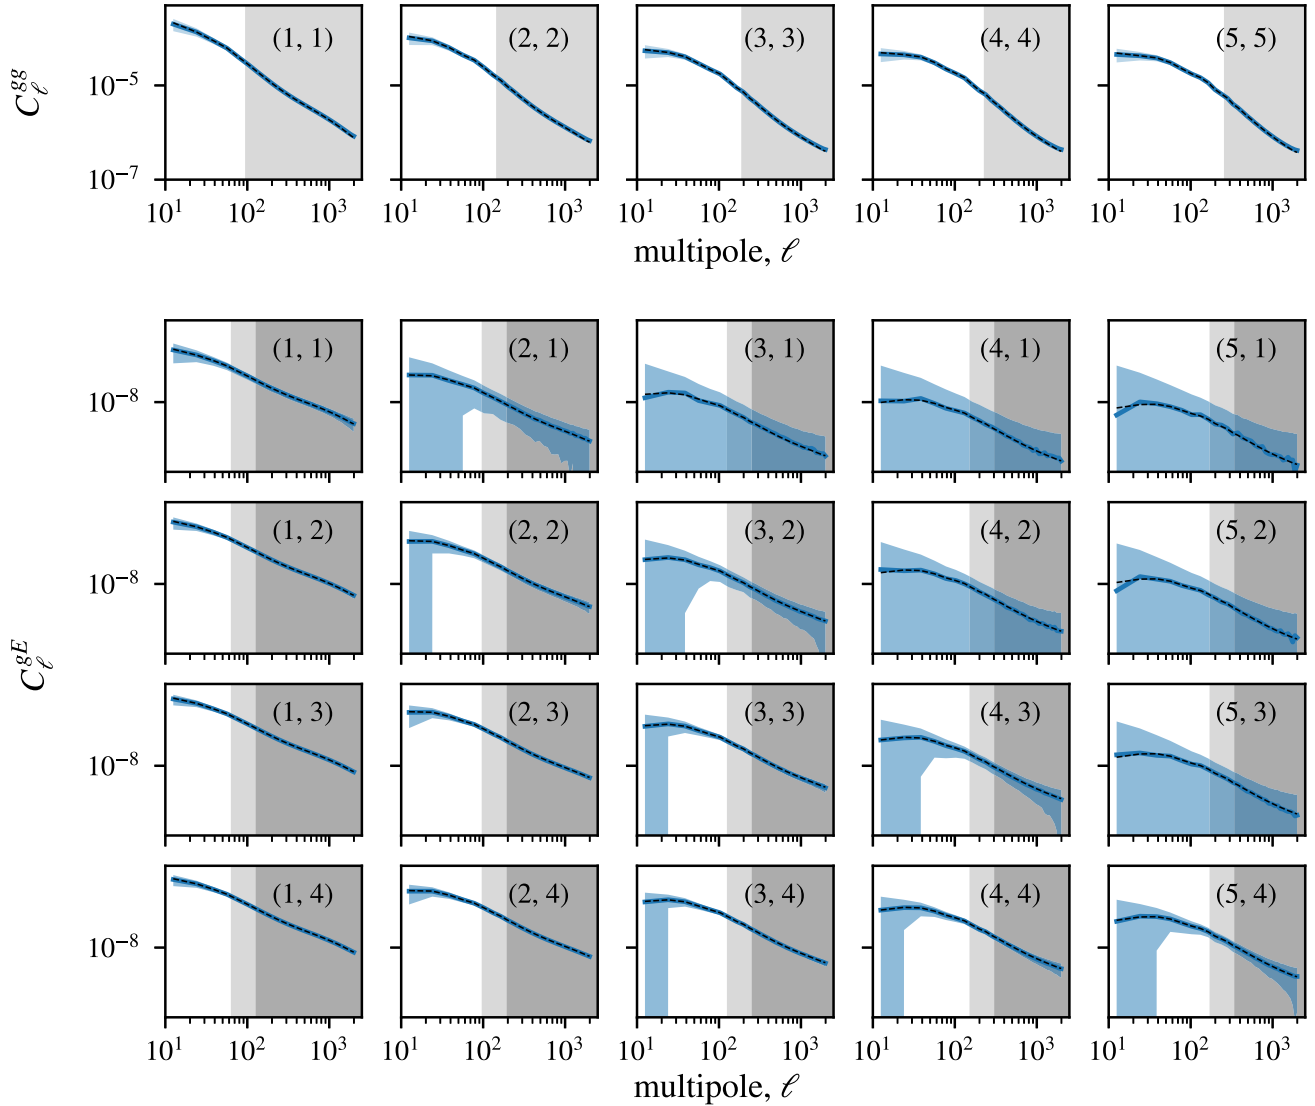 C_ℓ^{gg}
(1, 1) (2, 2) (3, 3) (4, 4) (5, 5)
10^{-5}
10^{-7}
10^1 10^2 10^3 10^1 10^2 10^3 10^1 10^2 10^3 10^1 10^2 10^3 10^1 10^2 10^3
multipole, ℓ
C_ℓ^{gE}
(1, 1) (2, 1) (3, 1) (4, 1) (5, 1)
10^{-8}
(1, 2) (2, 2) (3, 2) (4, 2) (5, 2)
10^{-8}
(1, 3) (2, 3) (3, 3) (4, 3) (5, 3)
10^{-8}
(1, 4) (2, 4) (3, 4) (4, 4) (5, 4)
10^{-8}
10^1 10^2 10^3 10^1 10^2 10^3 10^1 10^2 10^3 10^1 10^2 10^3 10^1 10^2 10^3
multipole, ℓ